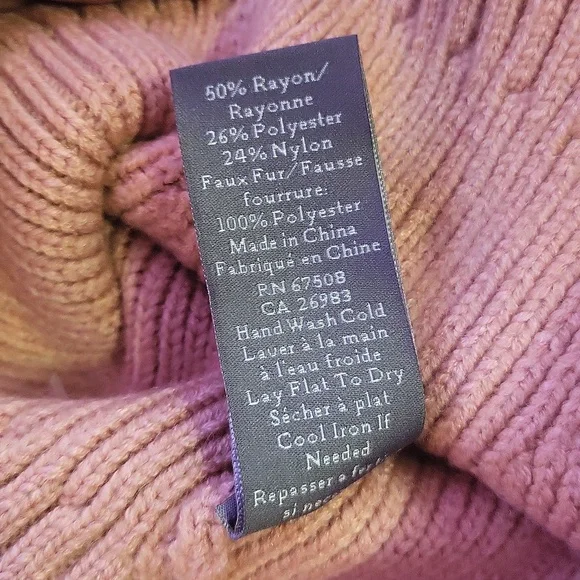 50% Rayon/
Rayonne
26% Polyester
24% Nylon
Faux Fur/Fausse
fourrure:
100% Polyester
Made in China
Fabriqué en Chine
RN 67508
CA 26983
Hand Wash Cold
Laver à la main
à l'eau froide
Lay Flat To Dry
Sécher à plat
Cool Iron If
Needed
Repasser a
si